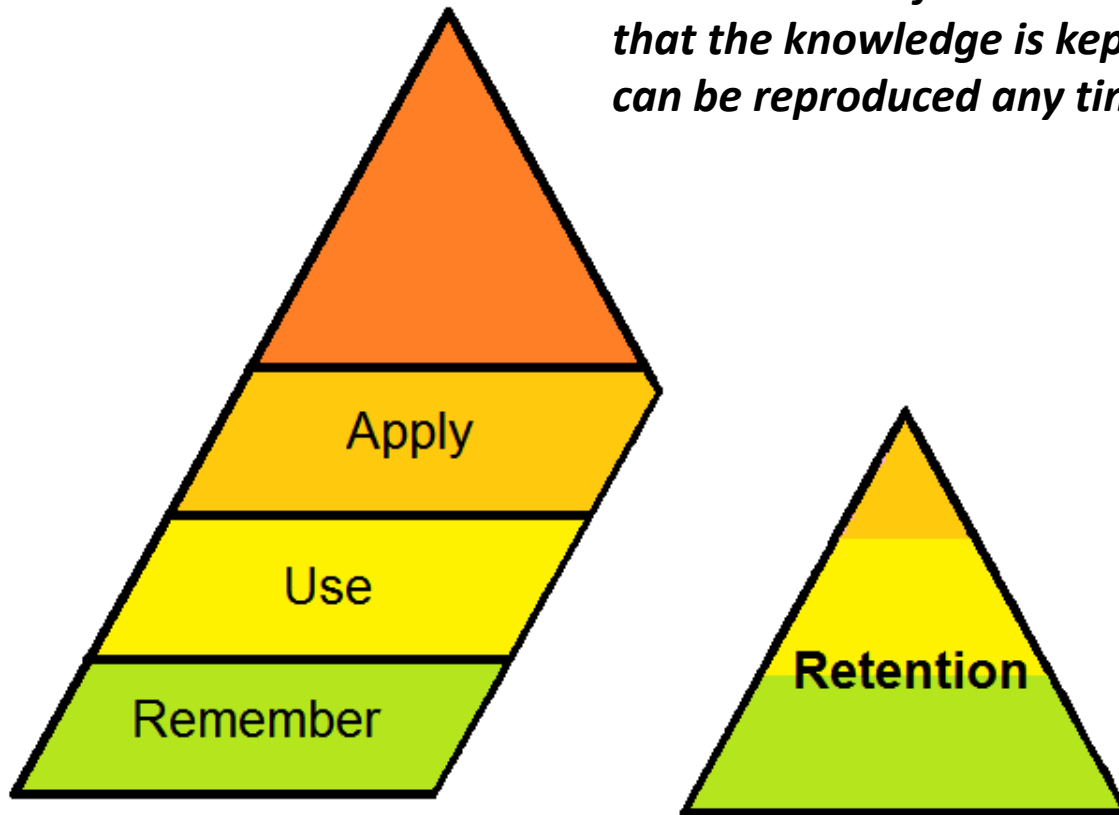 that the knowledge is kep
can be reproduced any tin
Apply
Use
Retention
Remember